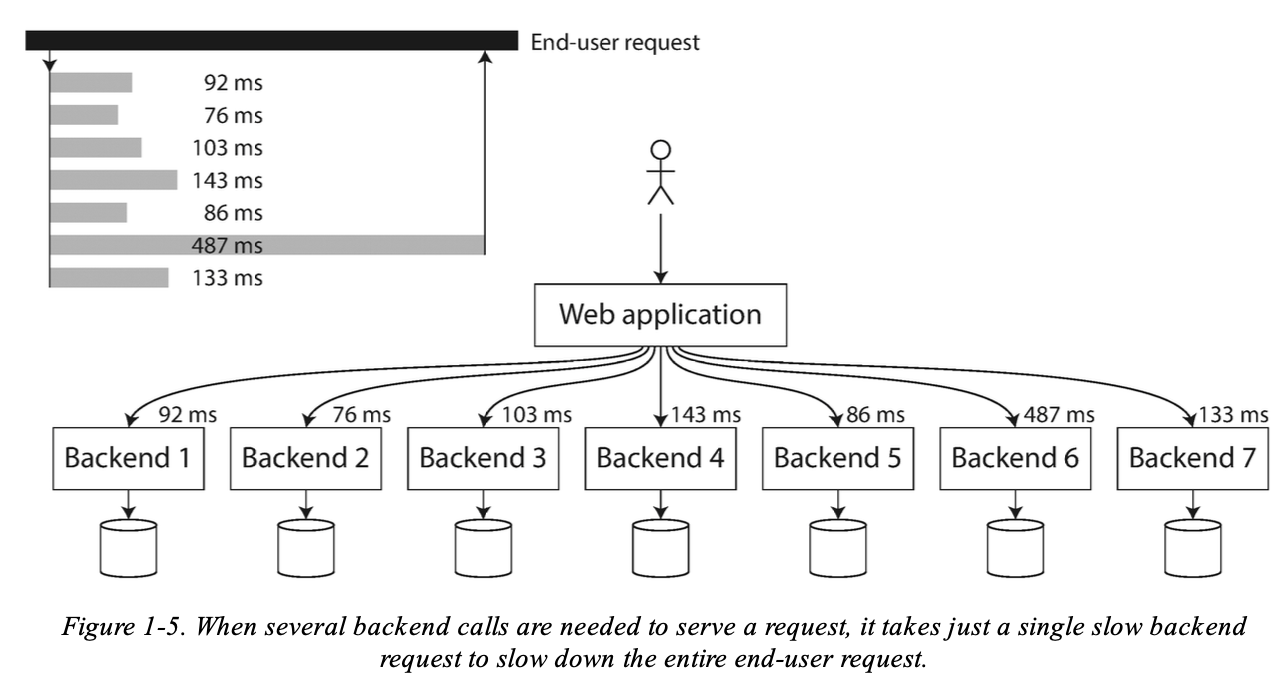 End-user request
92 ms
76 ms
103 ms
143 ms
86 ms
487 ms
133 ms
Web application
92 ms
76 ms
103 ms
143 ms
86 ms
487 ms
133 ms
Backend 1
Backend 2
Backend 3
Backend 4
Backend 5
Backend 6
Backend 7
Figure 1-5. When several backend calls are needed to serve a request, it takes just a single slow backend
request to slow down the entire end-user request.